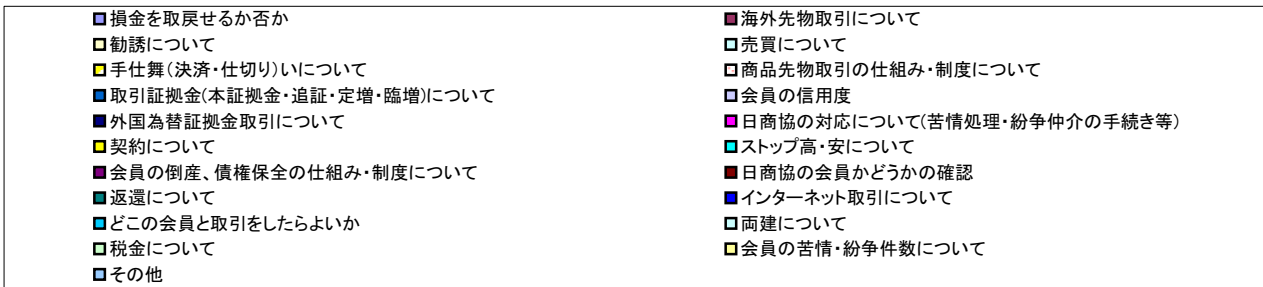 損金を取戻せるか否か
海外先物取引について
勧誘について
売買について
手仕舞(決済・仕切り)いについて
商品先物取引の仕組み・制度について
取引証拠金(本証拠金・追証・定増・臨増)について
会員の信用度
外国為替証拠金取引について
日商協の対応について(苦情処理・紛争仲介の手続き等)
契約について
ストップ高・安について
会員の倒産、債権保全の仕組み・制度について
日商協の会員かどうかの確認
返還について
インターネット取引について
どこの会員と取引をしたらよいか
両建について
税金について
会員の苦情・紛争件数について
その他